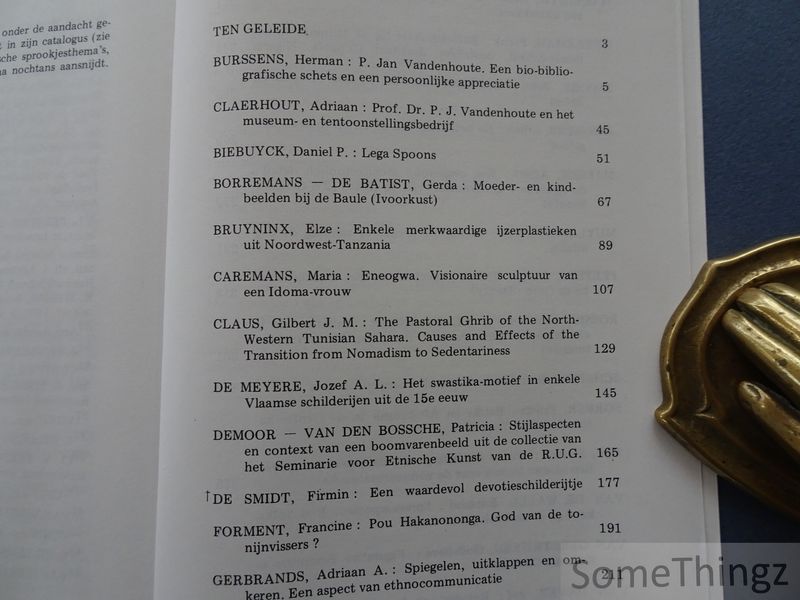 onder de aandacht ge-
in zijn catalogus (zie
che sprookjesthema's,
nochtans aansnijdt.
TEN GELEIDE 3
BURSSENS, Herman : P. Jan Vandenhoute. Een bio-biblio-
grafische schets en een persoonlijke appreciatie 5
CLAERHOUT, Adriaan : Prof. Dr. P. J. Vandenhoute en het
museum- en tentoonstellingsbedrijf 45
BIEBUYCK, Daniel P. : Lega Spoons 51
BORREMANS — DE BATIST, Gerda : Moeder- en kind-
beelden bij de Baule (Ivoorkust) 67
BRUYNINX, Elze : Enkele merkwaardige ijzerplastieken
uit Noordwest-Tanzania 89
CAREMANS, Maria : Eneogwa. Visionaire sculptuur van
een Idoma-vrouw 107
CLAUS, Gilbert J. M. : The Pastoral Ghrib of the North-
Western Tunisian Sahara. Causes and Effects of the
Transition from Nomadism to Sedentariness 129
DE MEYERE, Jozef A. L. : Het swastika-motief in enkele
Vlaamse schilderijen uit de 15e eeuw 145
DEMOOR — VAN DEN BOSSCHE, Patricia : Stijlaspecten
en context van een boomvarenbeeld uit de collectie van
het Seminarie voor Etnische Kunst van de R.U.G. 165
†DE SMIDT, Firmin : Een waardevol devotieschilderijtje 177
FORMENT, Francine : Pou Hakanononga. God van de to-
nijnvissers ? 191
GERBRANDS, Adriaan A. : Spiegelen, uitklappen en om-
keren. Een aspect van ethnocommunicatie 211
SomeThingz